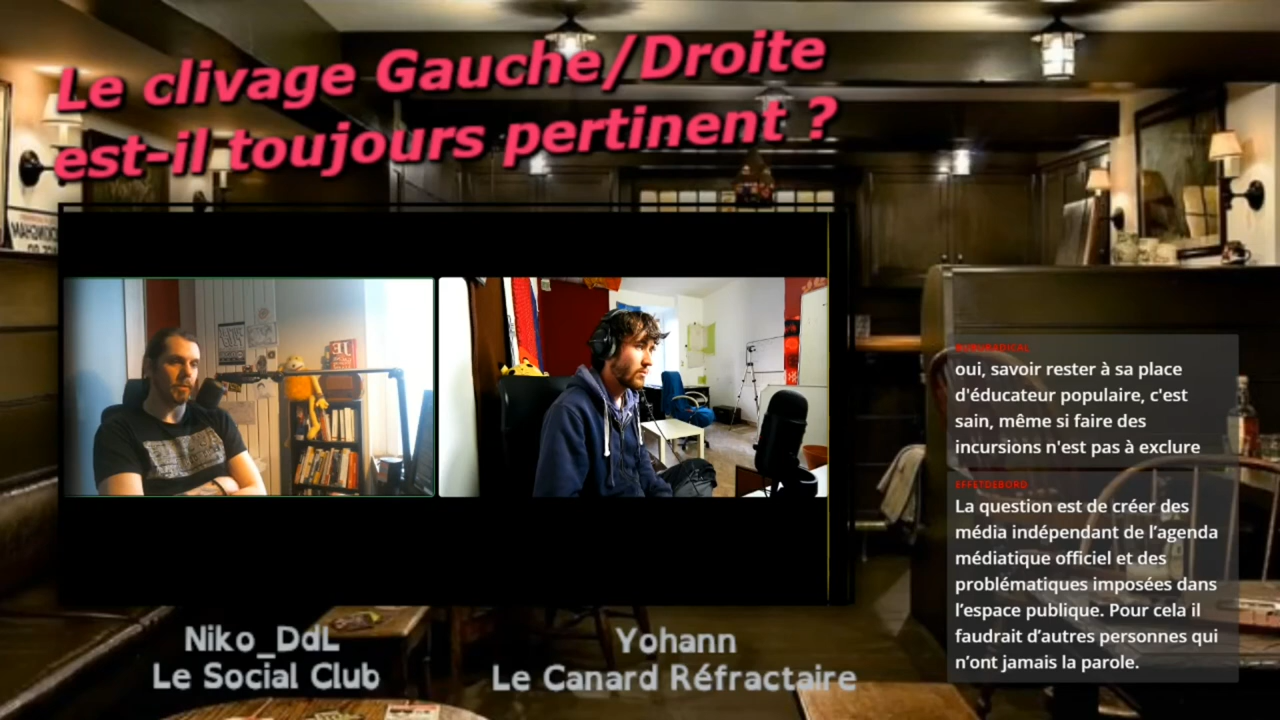 Le clivage Gauche/Droite
est-il toujours pertinent ?
oui, savoir rester à sa place
d'éducateur populaire, c'est
sain, même si faire des
incursions n'est pas à exclure
EFFETDEBORD
La question est de créer des
média indépendant de l'agenda
médiatique officiel et des
problématiques imposées dans
l'espace publique. Pour cela il
faudrait d'autres personnes qui
n'ont jamais la parole.
Niko_DdL
Le Social Club
Yohann
Le Canard Réfractaire